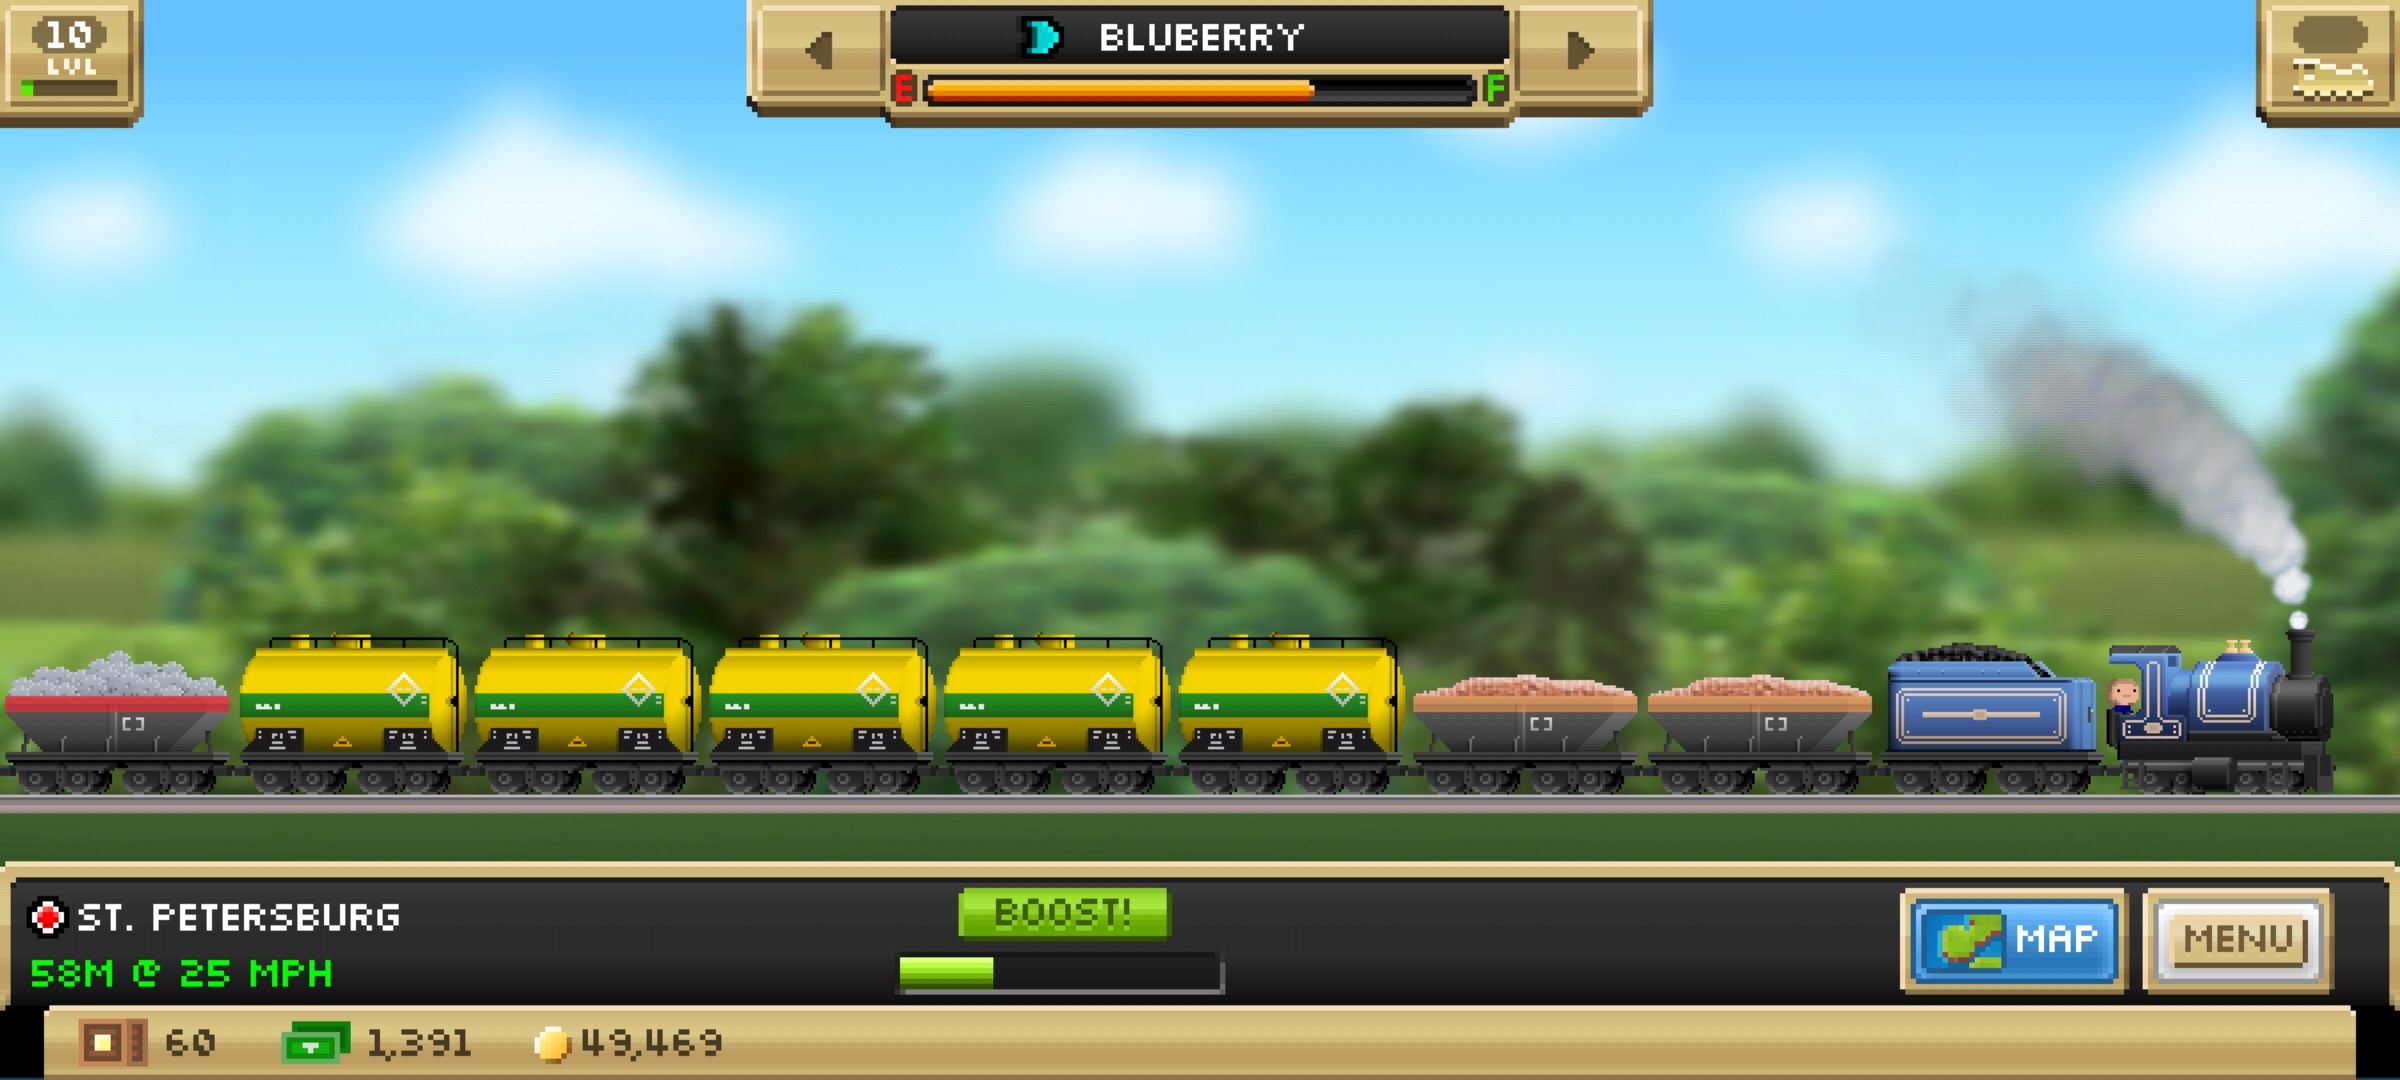 10
LVL
BLUBERRY
E
F
ST. PETERSBURG
BOOST!
58M @ 25 MPH
MAP
MENU
60
1,391
49,469